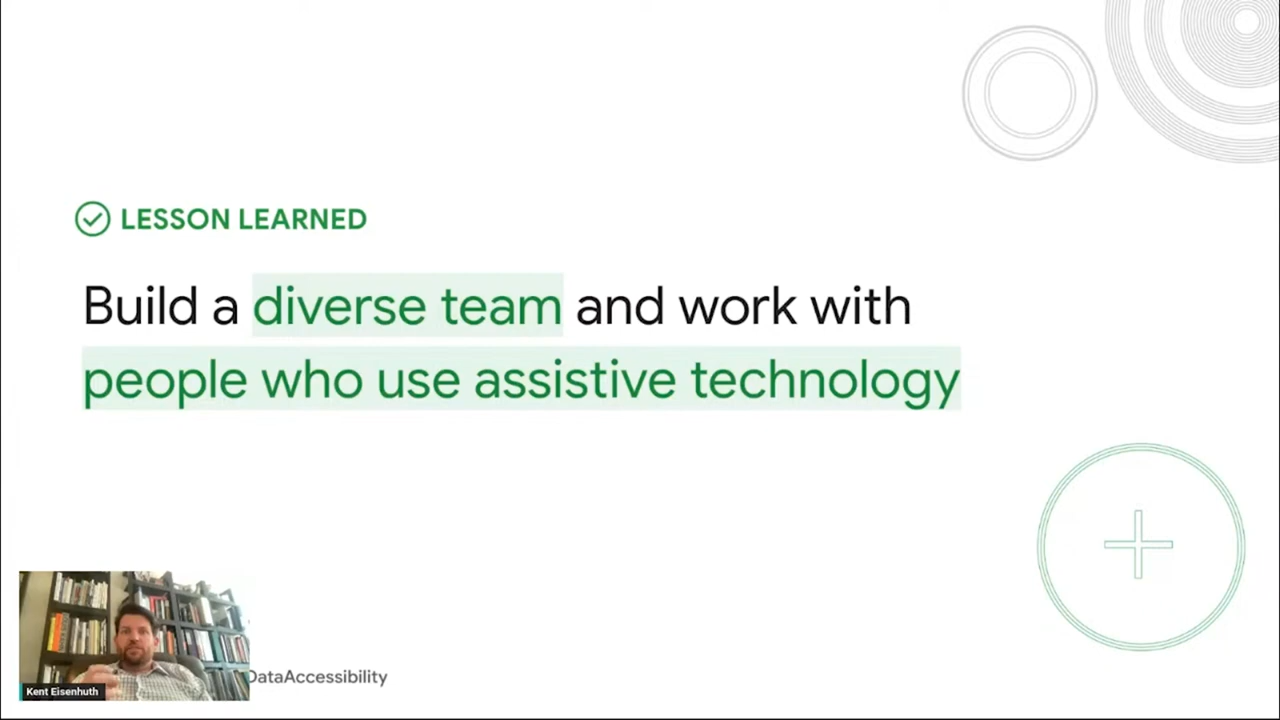 LESSON LEARNED
Build a diverse team and work with
people who use assistive technology
DataAccessibility
Kent Eisenhuth